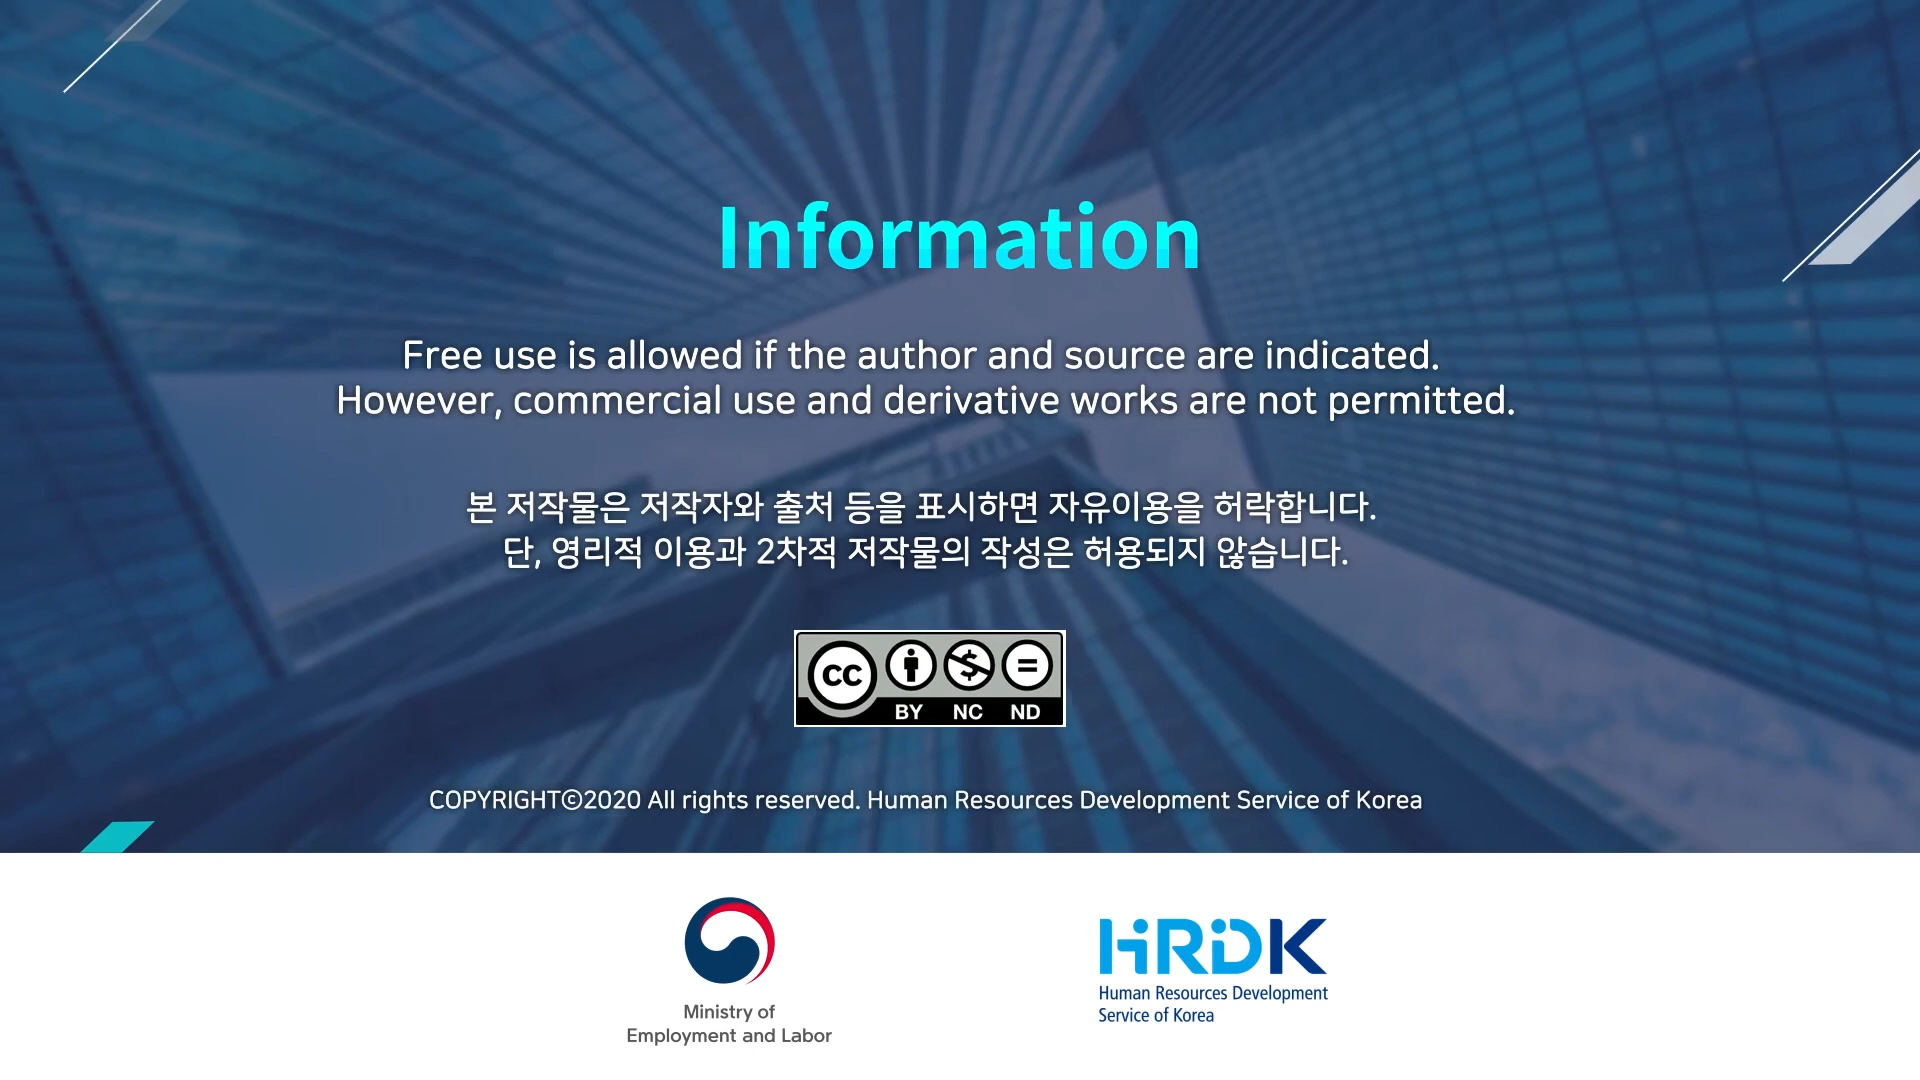 Information
Free use is allowed if the author and source are indicated.
However, commercial use and derivative works are not permitted.
본 저작물은 저작자와 출처 등을 표시하면 자유이용을 허락합니다.
단, 영리적 이용과 2차적 저작물의 작성은 허용되지 않습니다.
CC BY NC ND
COPYRIGHTⓒ2020 All rights reserved. Human Resources Development Service of Korea
Ministry of
Employment and Labor
HRDK
Human Resources Development
Service of Korea